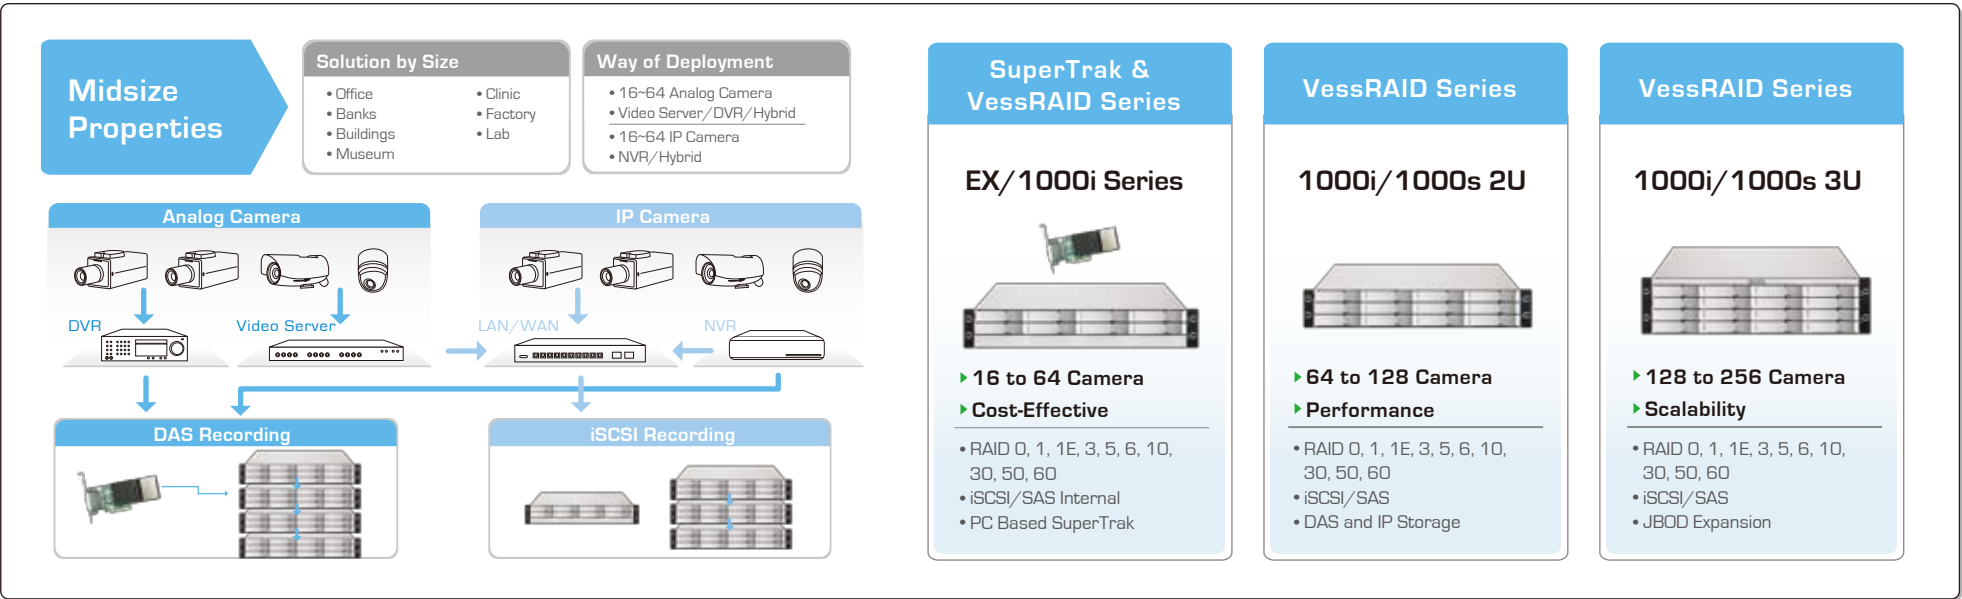 Midsize
Properties
Solution by Size
• Office
• Banks
• Buildings
• Museum
• Clinic
• Factory
• Lab
Way of Deployment
• 16~64 Analog Camera
• Video Server/DVR/Hybrid
• 16~64 IP Camera
• NVR/Hybrid
Analog Camera
DVR
Video Server
IP Camera
LAN/WAN
NVR
DAS Recording
iSCSI Recording
SuperTrak &
VessRAID Series
EX/1000i Series
16 to 64 Camera
Cost-Effective
• RAID 0, 1, 1E, 3, 5, 6, 10,
30, 50, 60
• iSCSI/SAS Internal
• PC Based SuperTrak
VessRAID Series
1000i/1000s 2U
64 to 128 Camera
Performance
• RAID 0, 1, 1E, 3, 5, 6, 10,
30, 50, 60
• iSCSI/SAS
• DAS and IP Storage
VessRAID Series
1000i/1000s 3U
128 to 256 Camera
Scalability
• RAID 0, 1, 1E, 3, 5, 6, 10,
30, 50, 60
• iSCSI/SAS
• JBOD Expansion